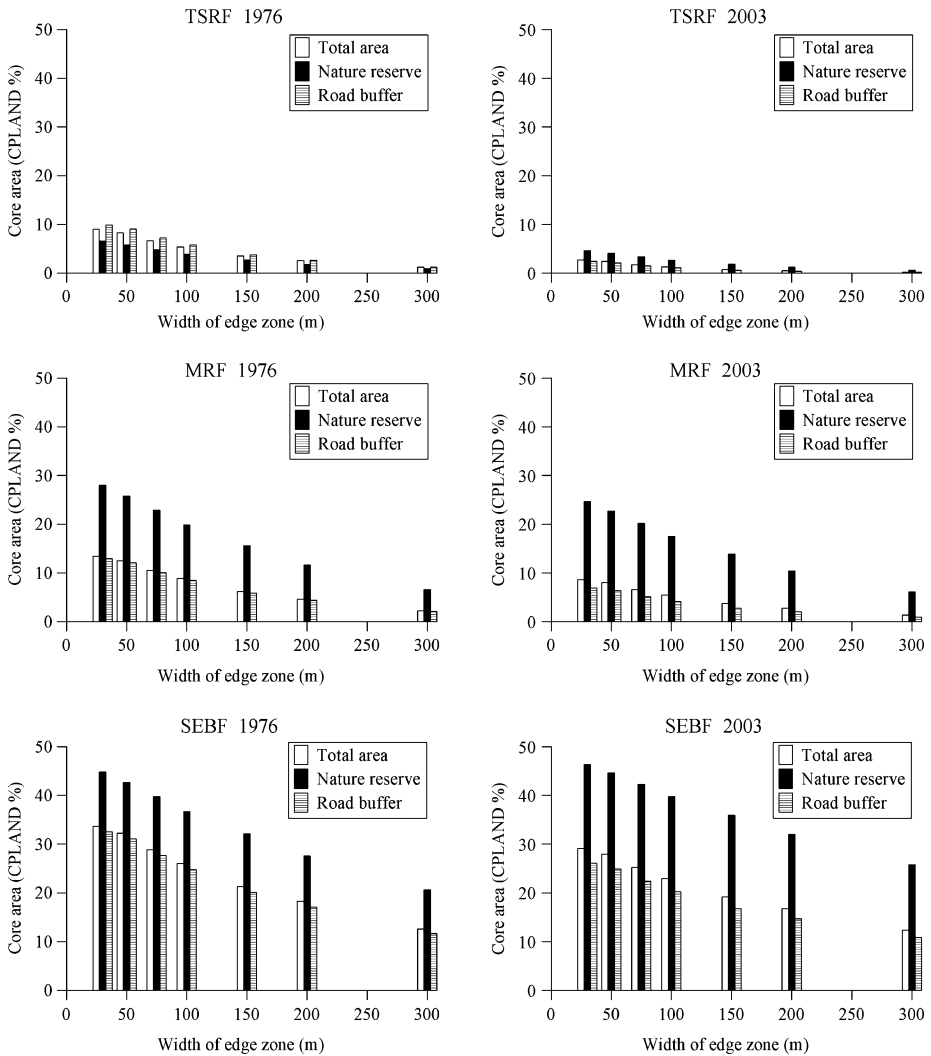 TSRF 1976
Core area (CPLAND %)
50
40
30
20
10
0
Total area
Nature reserve
Road buffer
0 50 100 150 200 250 300
Width of edge zone (m)
TSRF 2003
Core area (CPLAND %)
50
40
30
20
10
0
Total area
Nature reserve
Road buffer
0 50 100 150 200 250 300
Width of edge zone (m)
MRF 1976
Core area (CPLAND %)
50
40
30
20
10
0
Total area
Nature reserve
Road buffer
0 50 100 150 200 250 300
Width of edge zone (m)
MRF 2003
Core area (CPLAND %)
50
40
30
20
10
0
Total area
Nature reserve
Road buffer
0 50 100 150 200 250 300
Width of edge zone (m)
SEBF 1976
Core area (CPLAND %)
50
40
30
20
10
0
Total area
Nature reserve
Road buffer
0 50 100 150 200 250 300
Width of edge zone (m)
SEBF 2003
Core area (CPLAND %)
50
40
30
20
10
0
Total area
Nature reserve
Road buffer
0 50 100 150 200 250 300
Width of edge zone (m)